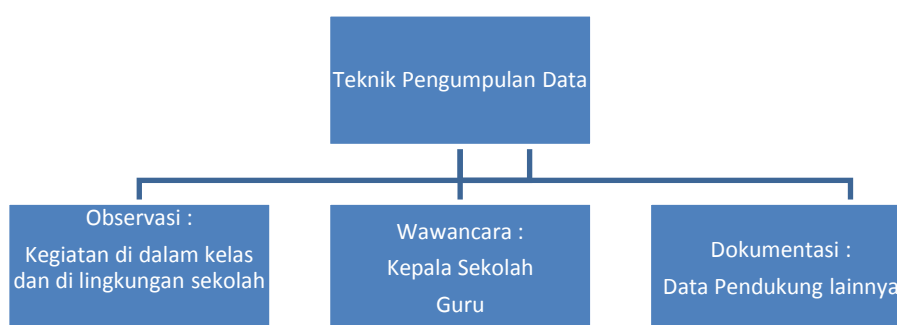 Teknik Pengumpulan Data
Observasi :
Kegiatan di dalam kelas
dan di lingkungan sekolah
Wawancara :
Kepala Sekolah
Guru
Dokumentasi :
Data Pendukung lainnya